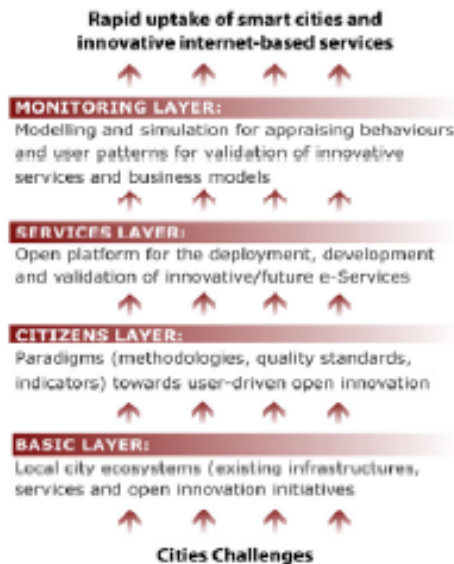 Rapid uptake of smart cities and
innovative internet-based services
MONITORING LAYER:
Modelling and simulation for appraising behaviours
and user patterns for validation of innovative
services and business models
SERVICES LAYER:
Open platform for the deployment, development
and validation of innovative/future e-Services
CITIZENS LAYER:
Paradigms (methodologies, quality standards,
indicators) towards user-driven open innovation
BASIC LAYER:
Local city ecosystems (existing infrastructures,
services and open innovation initiatives
Cities Challenges